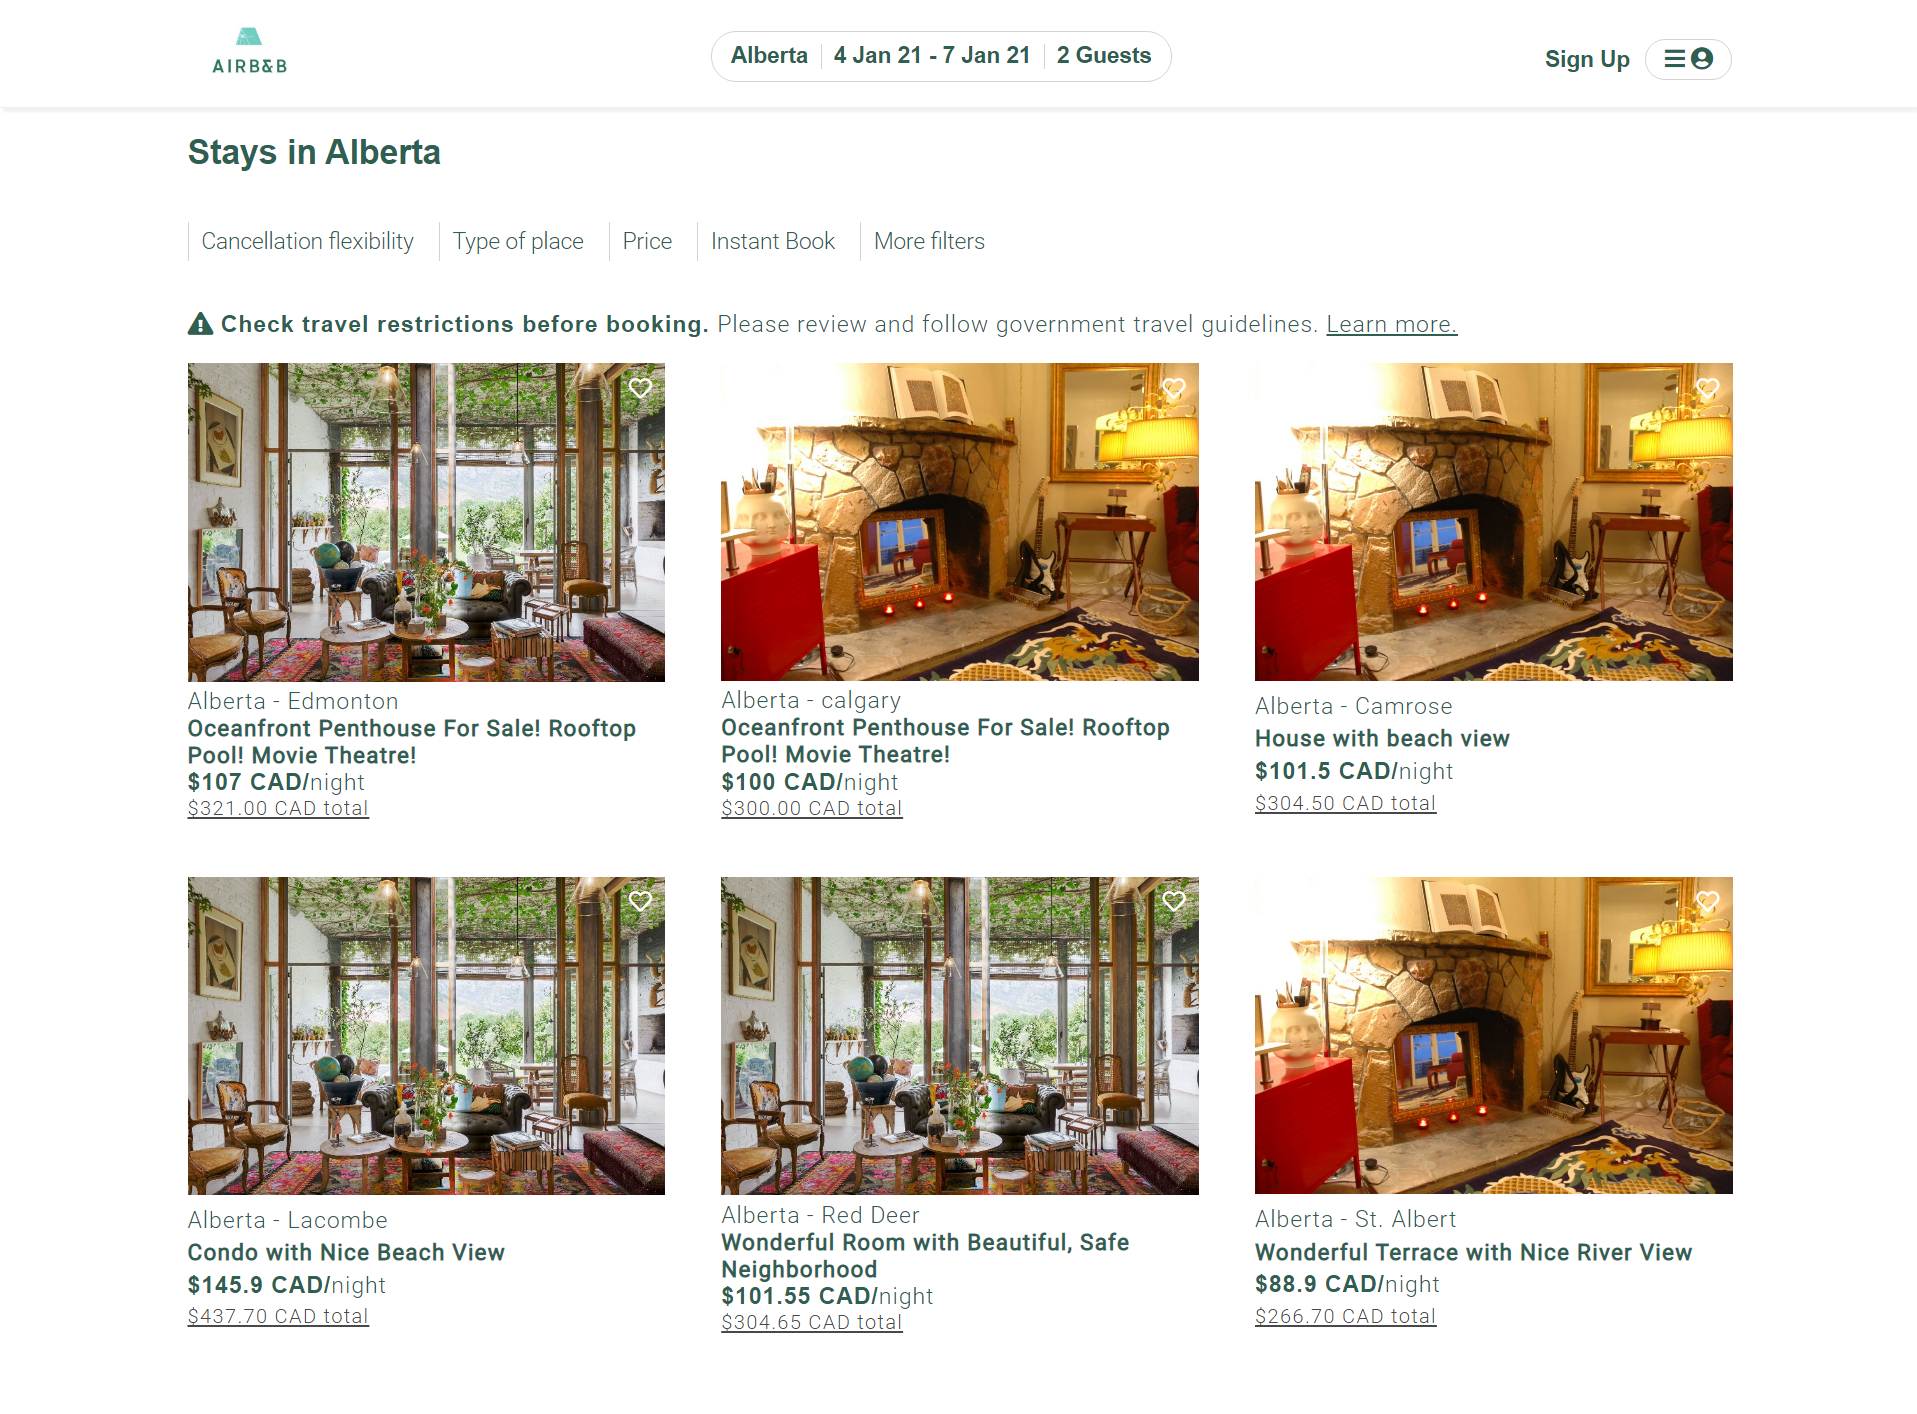 AIRB&B
Alberta
4 Jan 21 - 7 Jan 21
2 Guests
Sign Up
Stays in Alberta
Cancellation flexibility
Type of place
Price
Instant Book
More filters
Check travel restrictions before booking. Please review and follow government travel guidelines. Learn more.
Alberta - Edmonton
Oceanfront Penthouse For Sale! Rooftop
Pool! Movie Theatre!
$107 CAD/night
$321.00 CAD total
Alberta - calgary
Oceanfront Penthouse For Sale! Rooftop
Pool! Movie Theatre!
$100 CAD/night
$300.00 CAD total
Alberta - Camrose
House with beach view
$101.5 CAD/night
$304.50 CAD total
Alberta - Lacombe
Condo with Nice Beach View
$145.9 CAD/night
$437.70 CAD total
Alberta - Red Deer
Wonderful Room with Beautiful, Safe
Neighborhood
$101.55 CAD/night
$304.65 CAD total
Alberta - St. Albert
Wonderful Terrace with Nice River View
$88.9 CAD/night
$266.70 CAD total